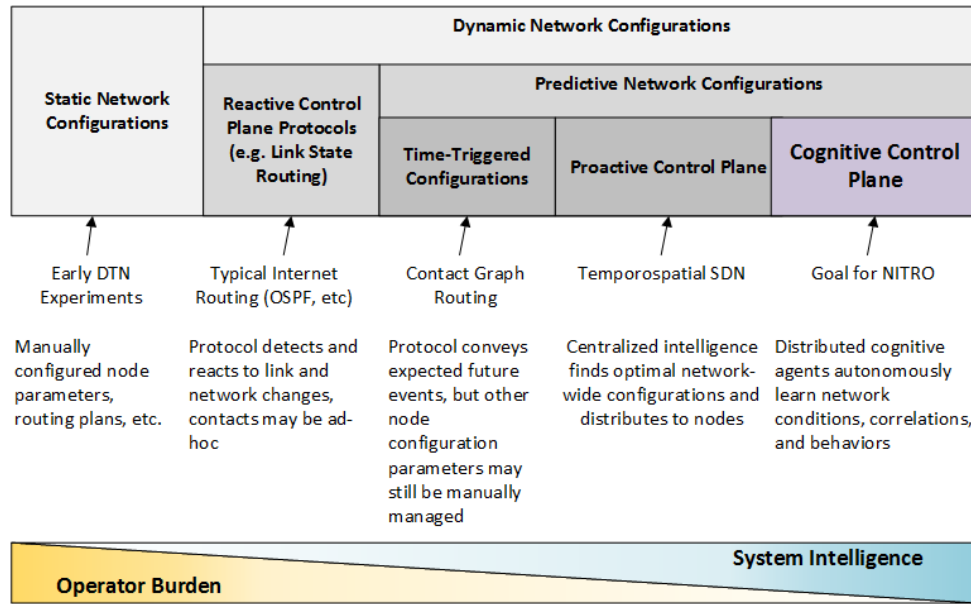 Dynamic Network Configurations
Predictive Network Configurations
Static Network
Configurations
Reactive Control
Plane Protocols
(e.g. Link State
Routing)
Time-Triggered
Configurations
Proactive Control Plane
Cognitive Control
Plane
Early DTN
Experiments
Typical Internet
Routing (OSPF, etc)
Contact Graph
Routing
Temporospatial SDN
Goal for NITRO
Manually
configured node
parameters,
routing plans, etc.
Protocol detects and
reacts to link and
network changes,
contacts may be ad-
hoc
Protocol conveys
expected future
events, but other
node
configuration
parameters may
still be manually
managed
Centralized intelligence
finds optimal network-
wide configurations and
distributes to nodes
Distributed cognitive
agents autonomously
learn network
conditions, correlations,
and behaviors
System Intelligence
Operator Burden